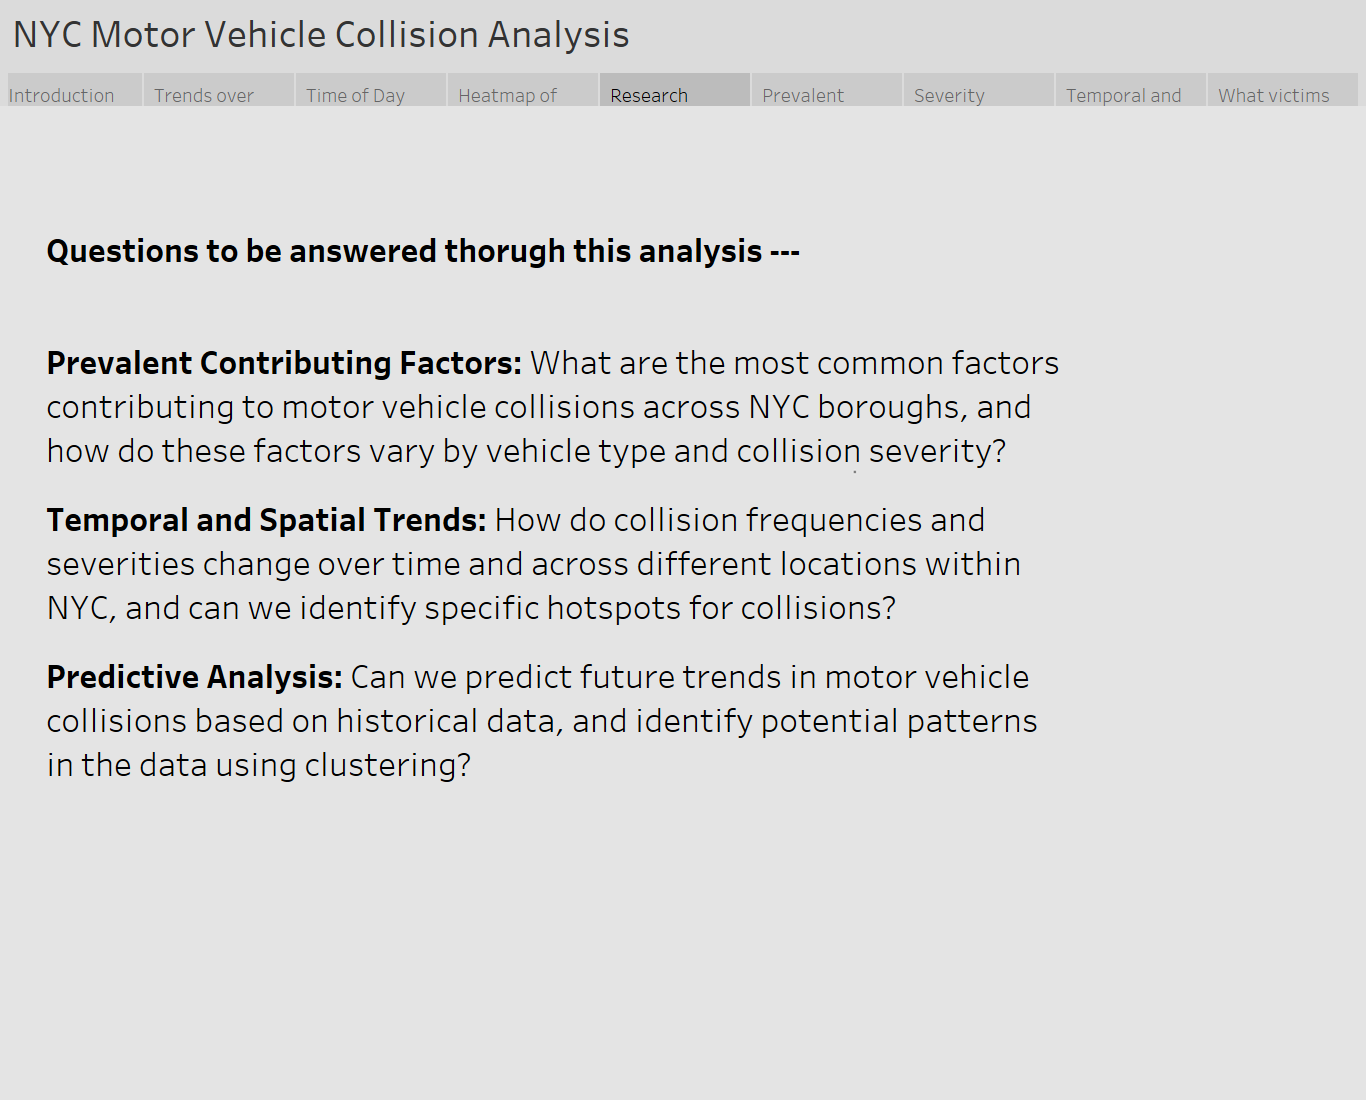 NYC Motor Vehicle Collision Analysis
Introduction
Trends over
Time of Day
Heatmap of
Research
Prevalent
Severity
Temporal and
What victims
Questions to be answered thorugh this analysis ---
Prevalent Contributing Factors: What are the most common factors
contributing to motor vehicle collisions across NYC boroughs, and
how do these factors vary by vehicle type and collision severity?
Temporal and Spatial Trends: How do collision frequencies and
severities change over time and across different locations within
NYC, and can we identify specific hotspots for collisions?
Predictive Analysis: Can we predict future trends in motor vehicle
collisions based on historical data, and identify potential patterns
in the data using clustering?